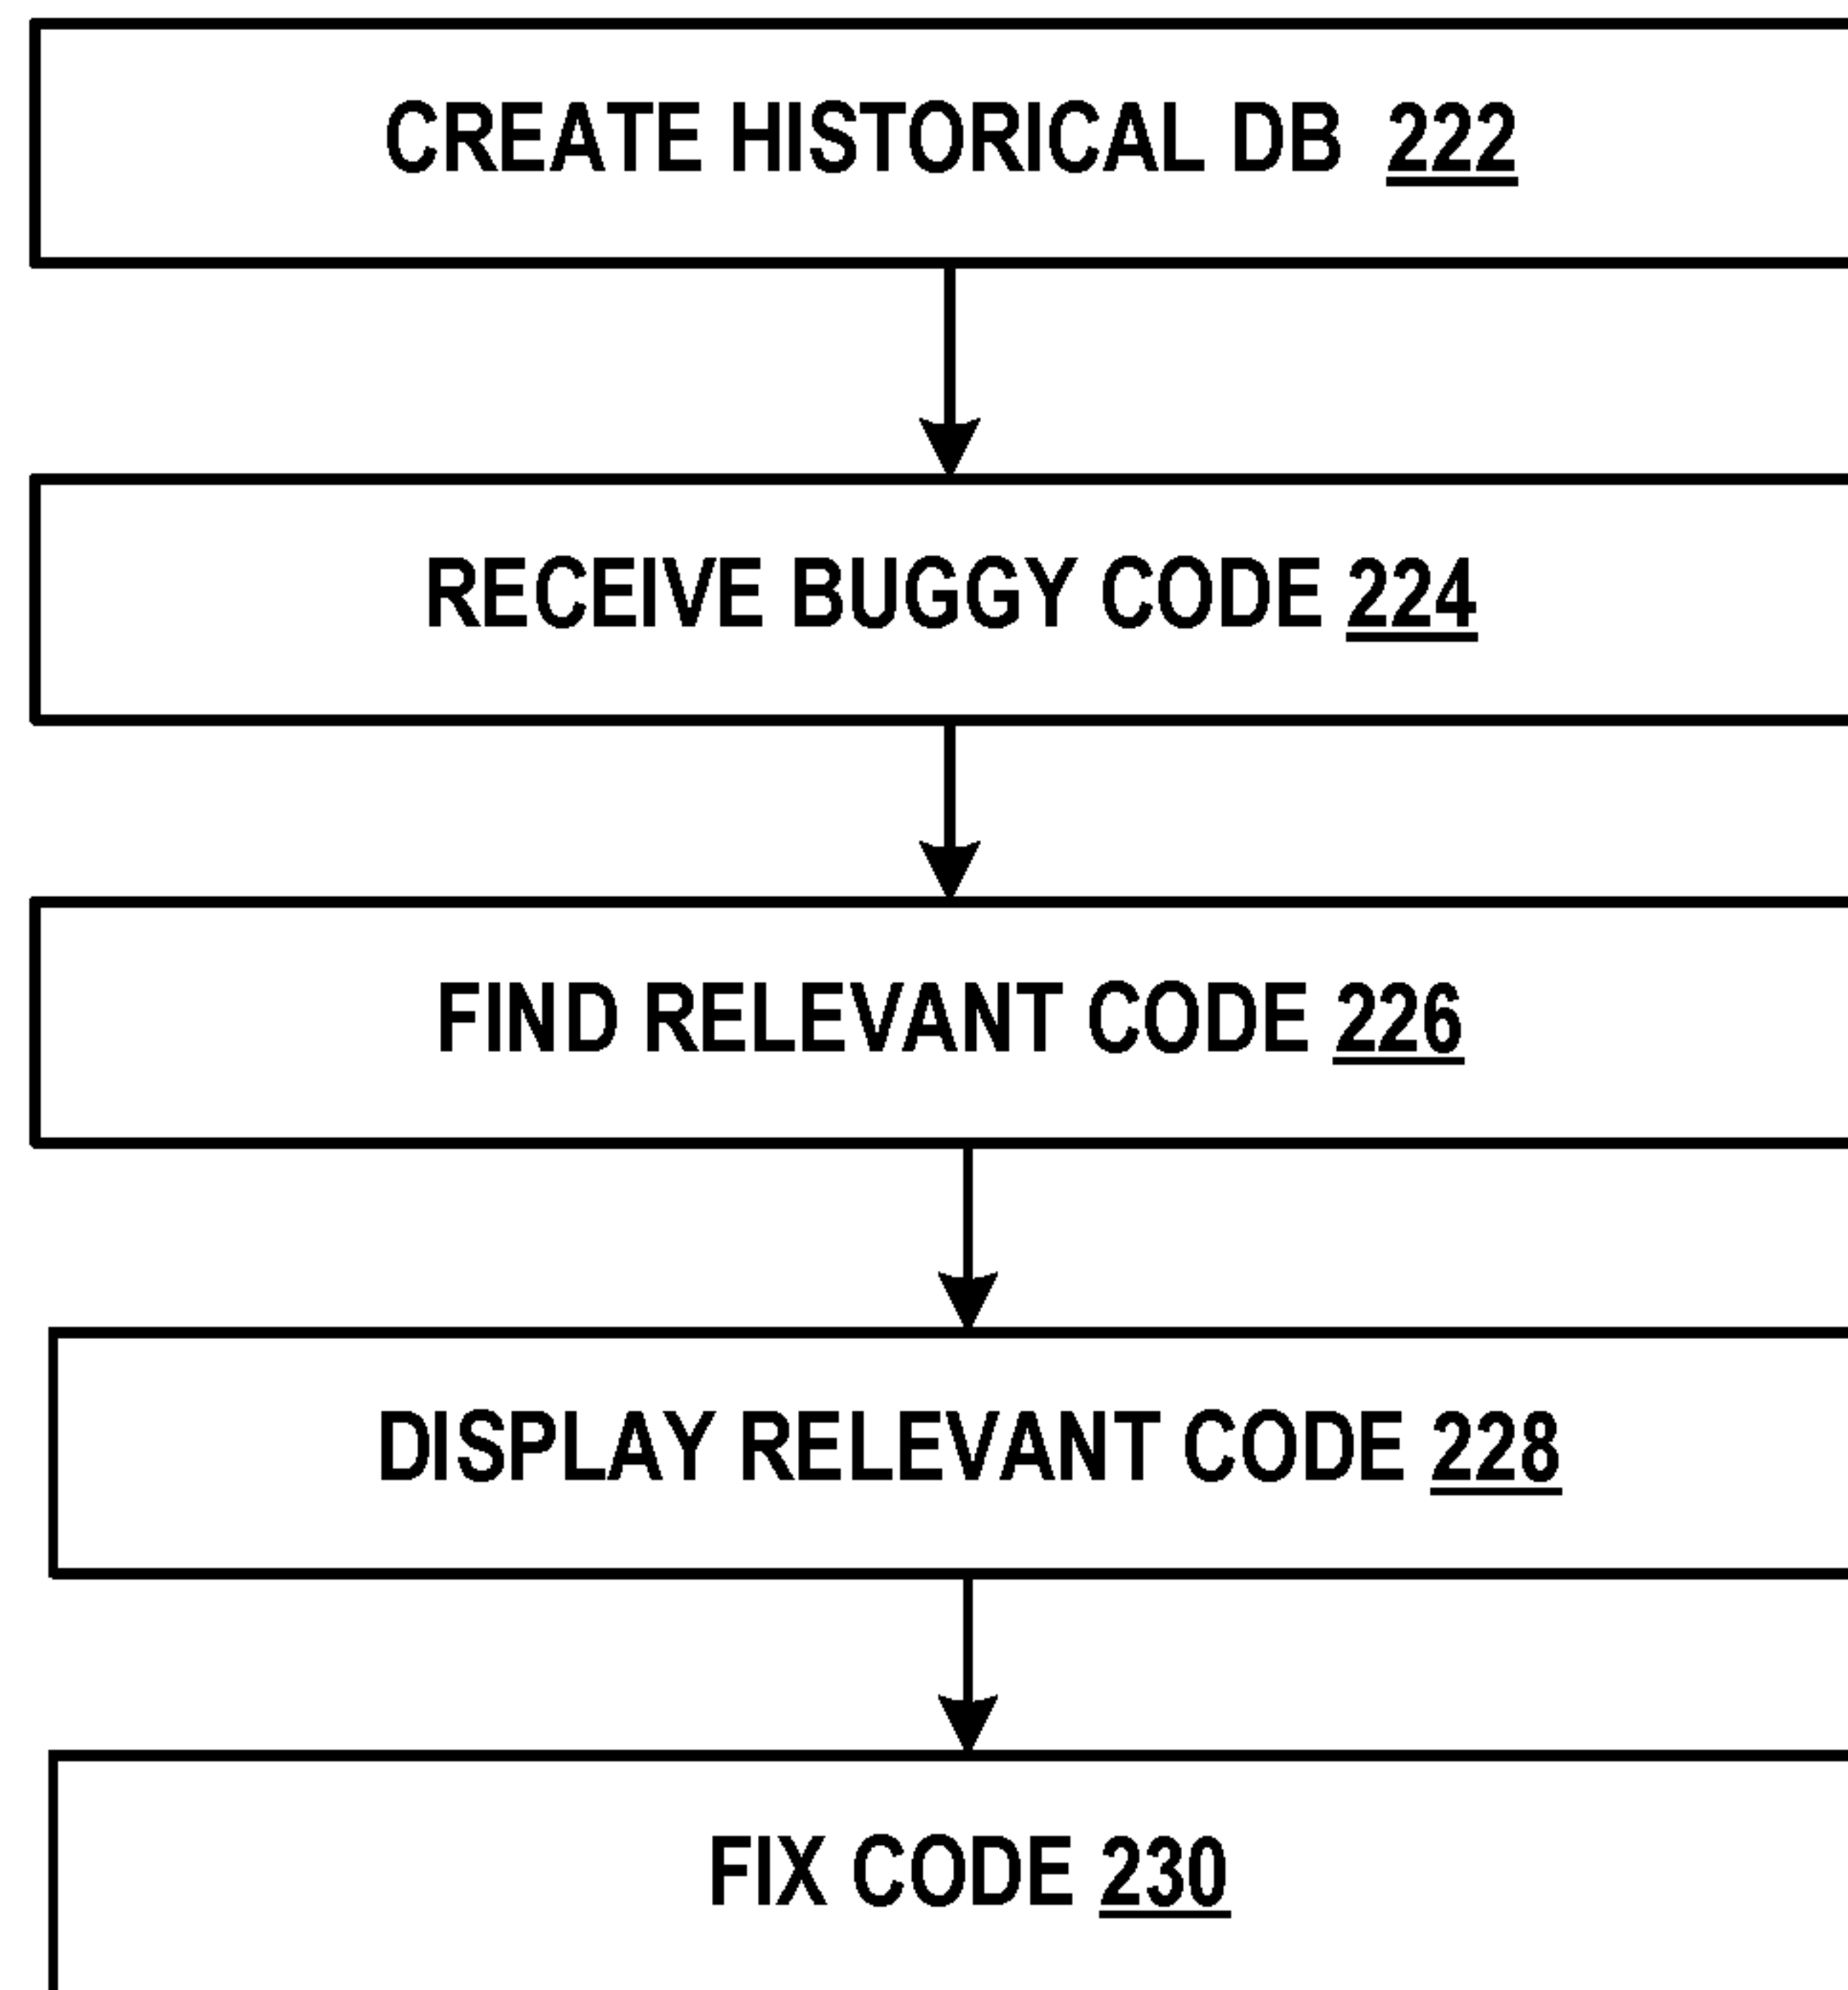 CREATE HISTORICAL DB 222
RECEIVE BUGGY CODE 224
FIND RELEVANT CODE 226
DISPLAY RELEVANT CODE 228
FIX CODE 230